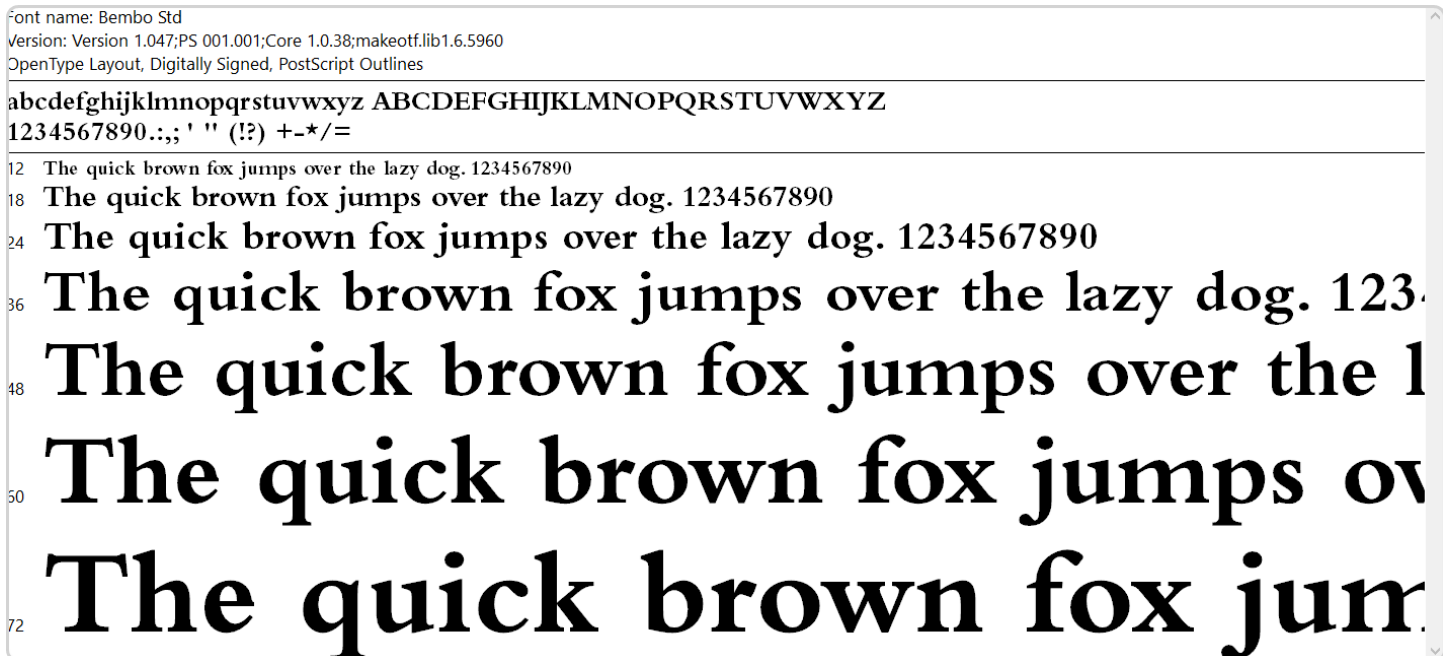 Font name: Bembo Std
Version: Version 1.047;PS 001.001;Core 1.0.38;makeotf.lib1.6.5960
OpenType Layout, Digitally Signed, PostScript Outlines
abcdefghijklmnopqrstuvwxyz ABCDEFGHIJKLMNOPQRSTUVWXYZ
1234567890.:,; ' " (!?) +-*/=
12 The quick brown fox jumps over the lazy dog. 1234567890
18 The quick brown fox jumps over the lazy dog. 1234567890
24 The quick brown fox jumps over the lazy dog. 1234567890
36 The quick brown fox jumps over the lazy dog. 123
48 The quick brown fox jumps over the l
60 The quick brown fox jumps ov
72 The quick brown fox jum